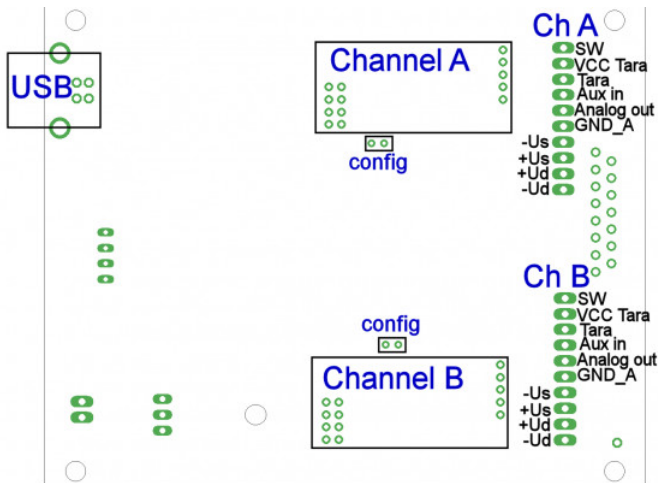 Ch A
USB
Channel A
config
SW
VCC Tara
Tara
Aux in
Analog out
GND_A
-Us
+Us
+Ud
-Ud
Ch B
SW
VCC Tara
Tara
Aux in
Analog out
GND_A
-Us
+Us
+Ud
-Ud
config
Channel B